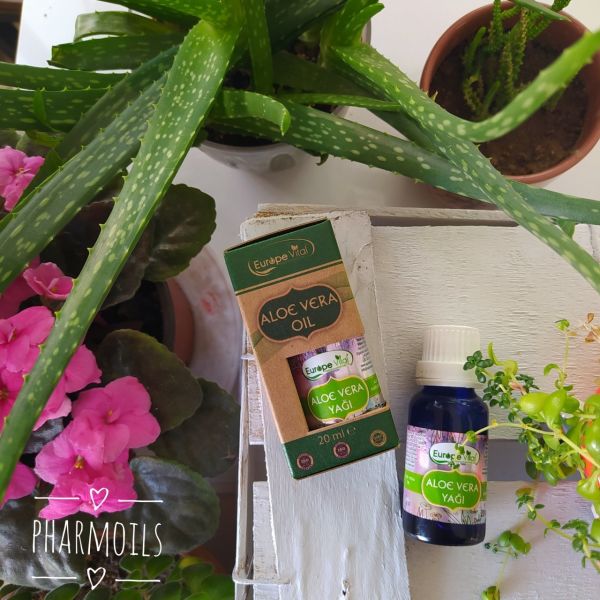 Europe Vital
ALOE VERA
OIL
Europe Vital
ALOE VERA
YAĞI
20 ml e
Europe Vital
ALOE VERA
YAĞI
PHARMOILS